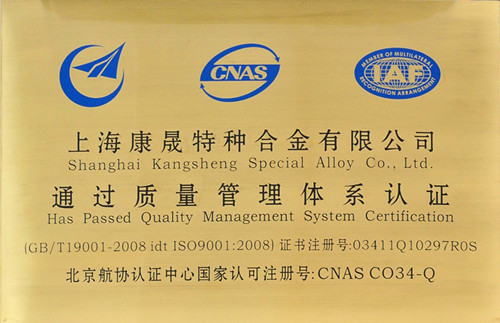 CNAS
MEMBER OF MULTILATERAL
IAF
RECOGNITION ARRANGEMENT
上海康晟特种合金有限公司
Shanghai Kangsheng Special Alloy Co., Ltd.
通过质量管理体系认证
Has Passed Quality Management System Certification
(GB/T19001-2008 idt ISO9001:2008) 证书注册号:03411Q10297R0S
北京航协认证中心国家认可注册号:CNAS CO34-Q